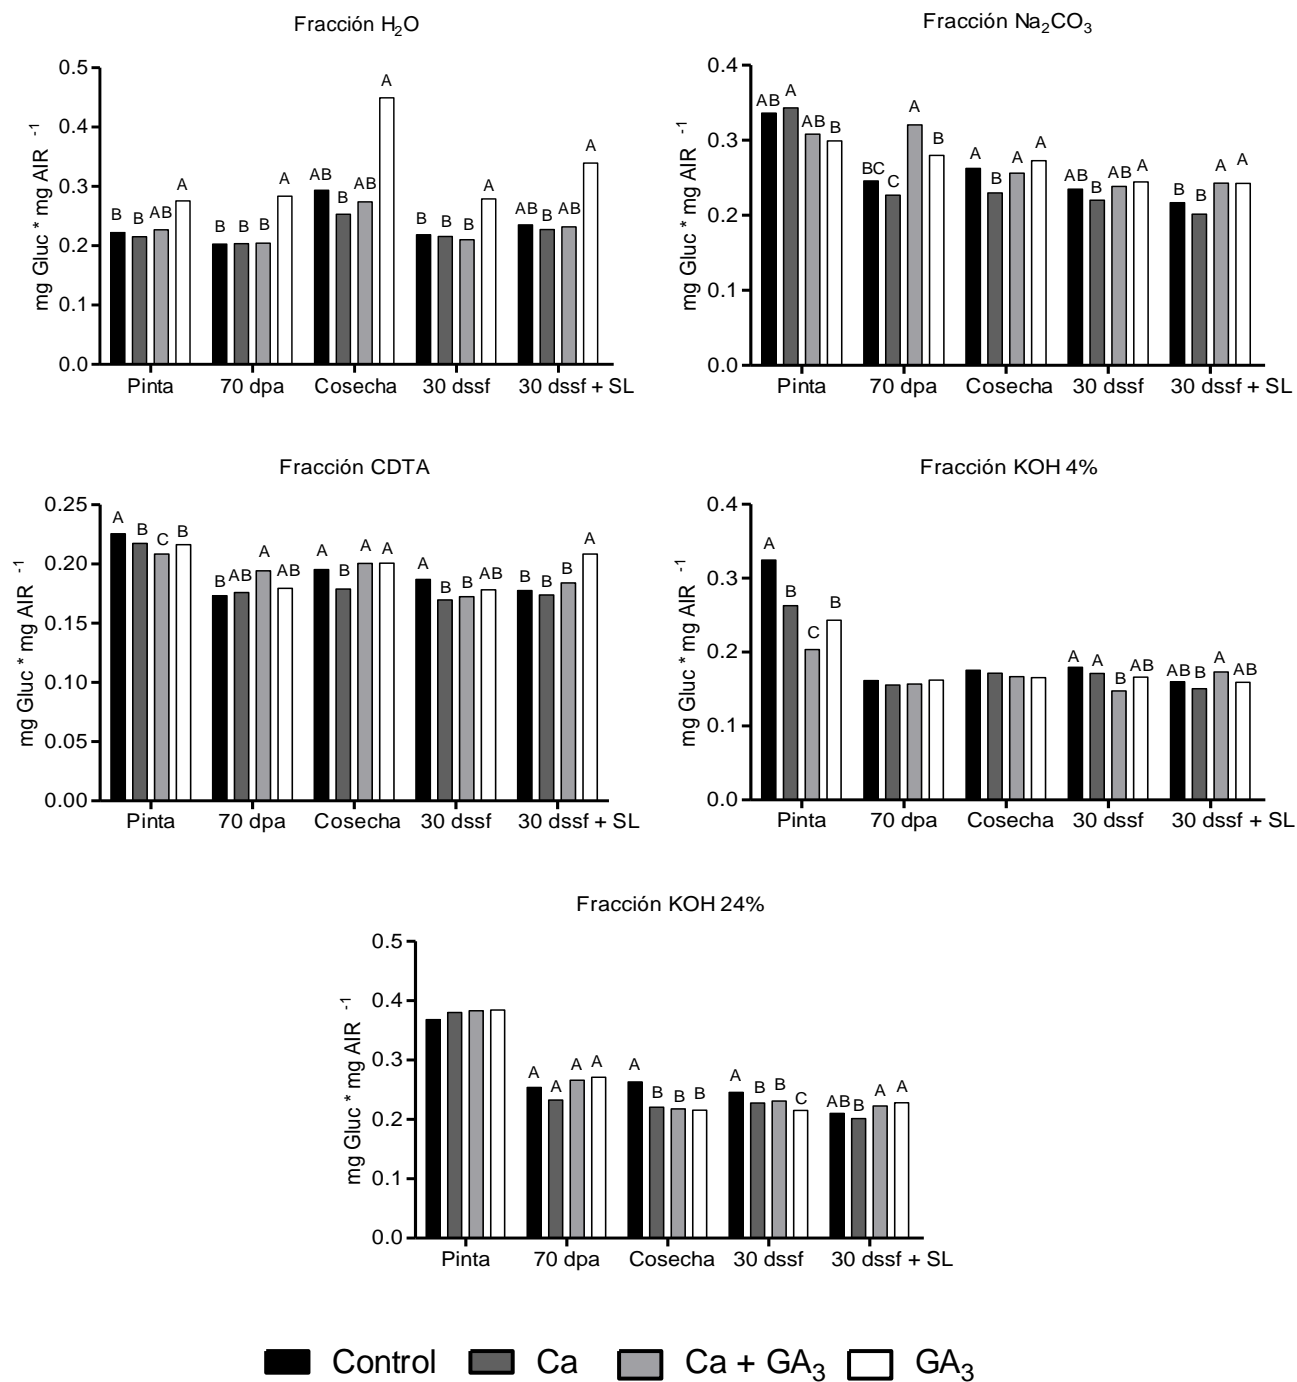 Fracción H₂O
mg Gluc * mg AIR ⁻¹
0.5
0.4
0.3
0.2
0.1
0.0
B B AB A
B B B A
AB B AB A
B B B A
AB B AB A
Pinta 70 dpa Cosecha 30 dssf 30 dssf + SL
Fracción Na₂CO₃
mg Gluc * mg AIR ⁻¹
0.4
0.3
0.2
0.1
0.0
AB A AB B
BC C A B
A B A A
AB B AB A
B B A A
Pinta 70 dpa Cosecha 30 dssf 30 dssf + SL
Fracción CDTA
mg Gluc * mg AIR ⁻¹
0.25
0.20
0.15
0.10
0.05
0.00
A B C B
B AB A AB
A B A A
A B B AB
B B B A
Pinta 70 dpa Cosecha 30 dssf 30 dssf + SL
Fracción KOH 4%
mg Gluc * mg AIR ⁻¹
0.4
0.3
0.2
0.1
0.0
A B C B
A A B AB
AB B A AB
Pinta 70 dpa Cosecha 30 dssf 30 dssf + SL
Fracción KOH 24%
mg Gluc * mg AIR ⁻¹
0.5
0.4
0.3
0.2
0.1
0.0
A A A A
A B B B
A B B C
AB B A A
Pinta 70 dpa Cosecha 30 dssf 30 dssf + SL
Control Ca Ca + GA₃ GA₃